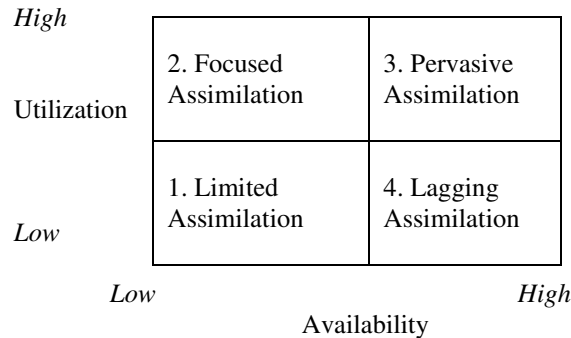 High
2. Focused
Assimilation
3. Pervasive
Assimilation
Utilization
1. Limited
Assimilation
4. Lagging
Assimilation
Low
Low
High
Availability